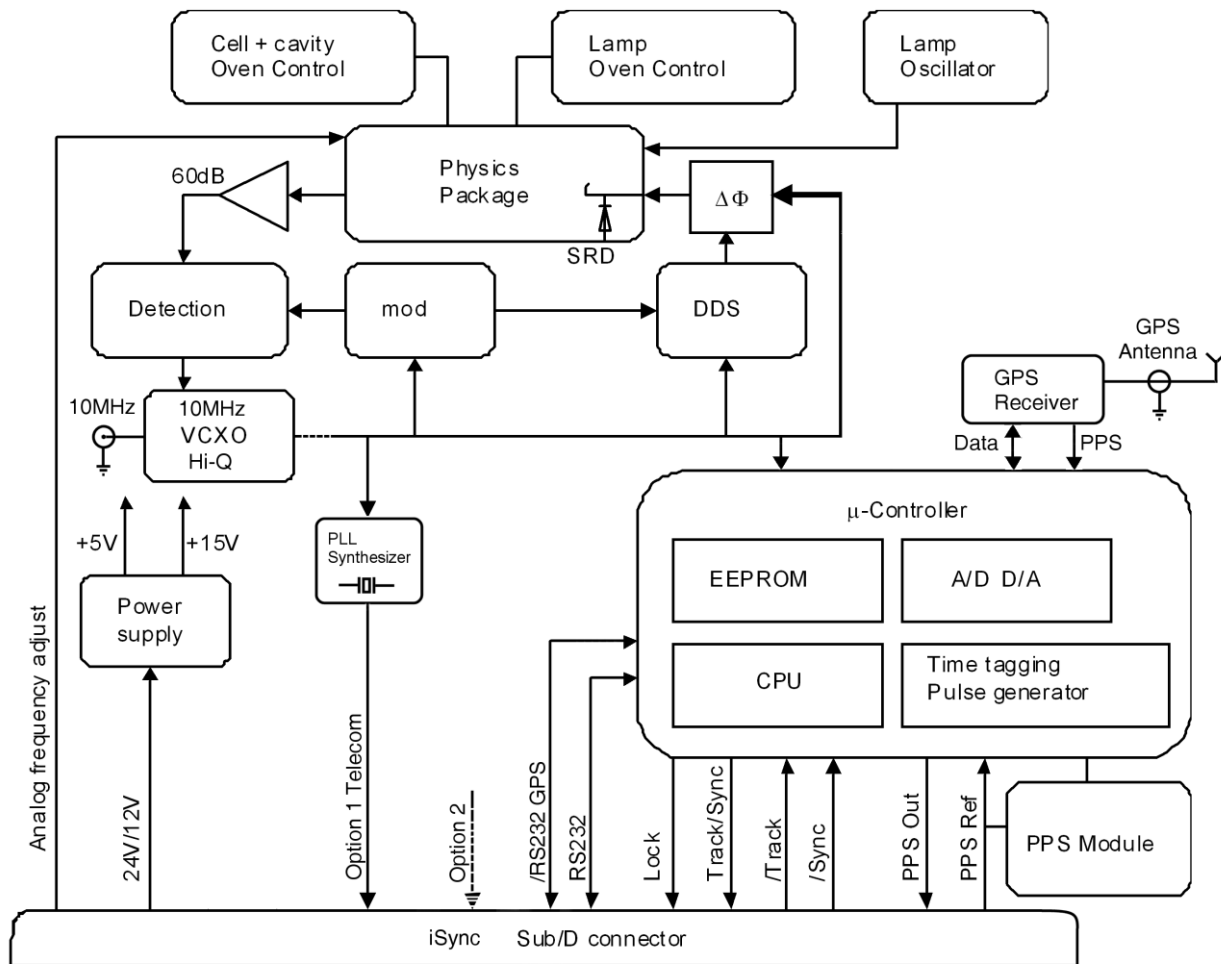 Cell + cavity
Oven Control
Lamp
Oven Control
Lamp
Oscillator
Physics
Package
60dB
ΔΦ
SRD
Detection
mod
DDS
GPS
Antenna
GPS
Receiver
10MHz
10MHz
VCXO
Hi-Q
Data
PPS
μ-Controller
PLL
Synthesizer
+5V
+15V
EEPROM
A/D D/A
Power
supply
CPU
Time tagging
Pulse generator
Analog frequency adjust
24V/12V
Option 1 Telecom
Option 2
/RS232 GPS
RS232
Lock
Track/Sync
/Track
/Sync
PPS Out
PPS Ref
PPS Module
iSync Sub/D connector